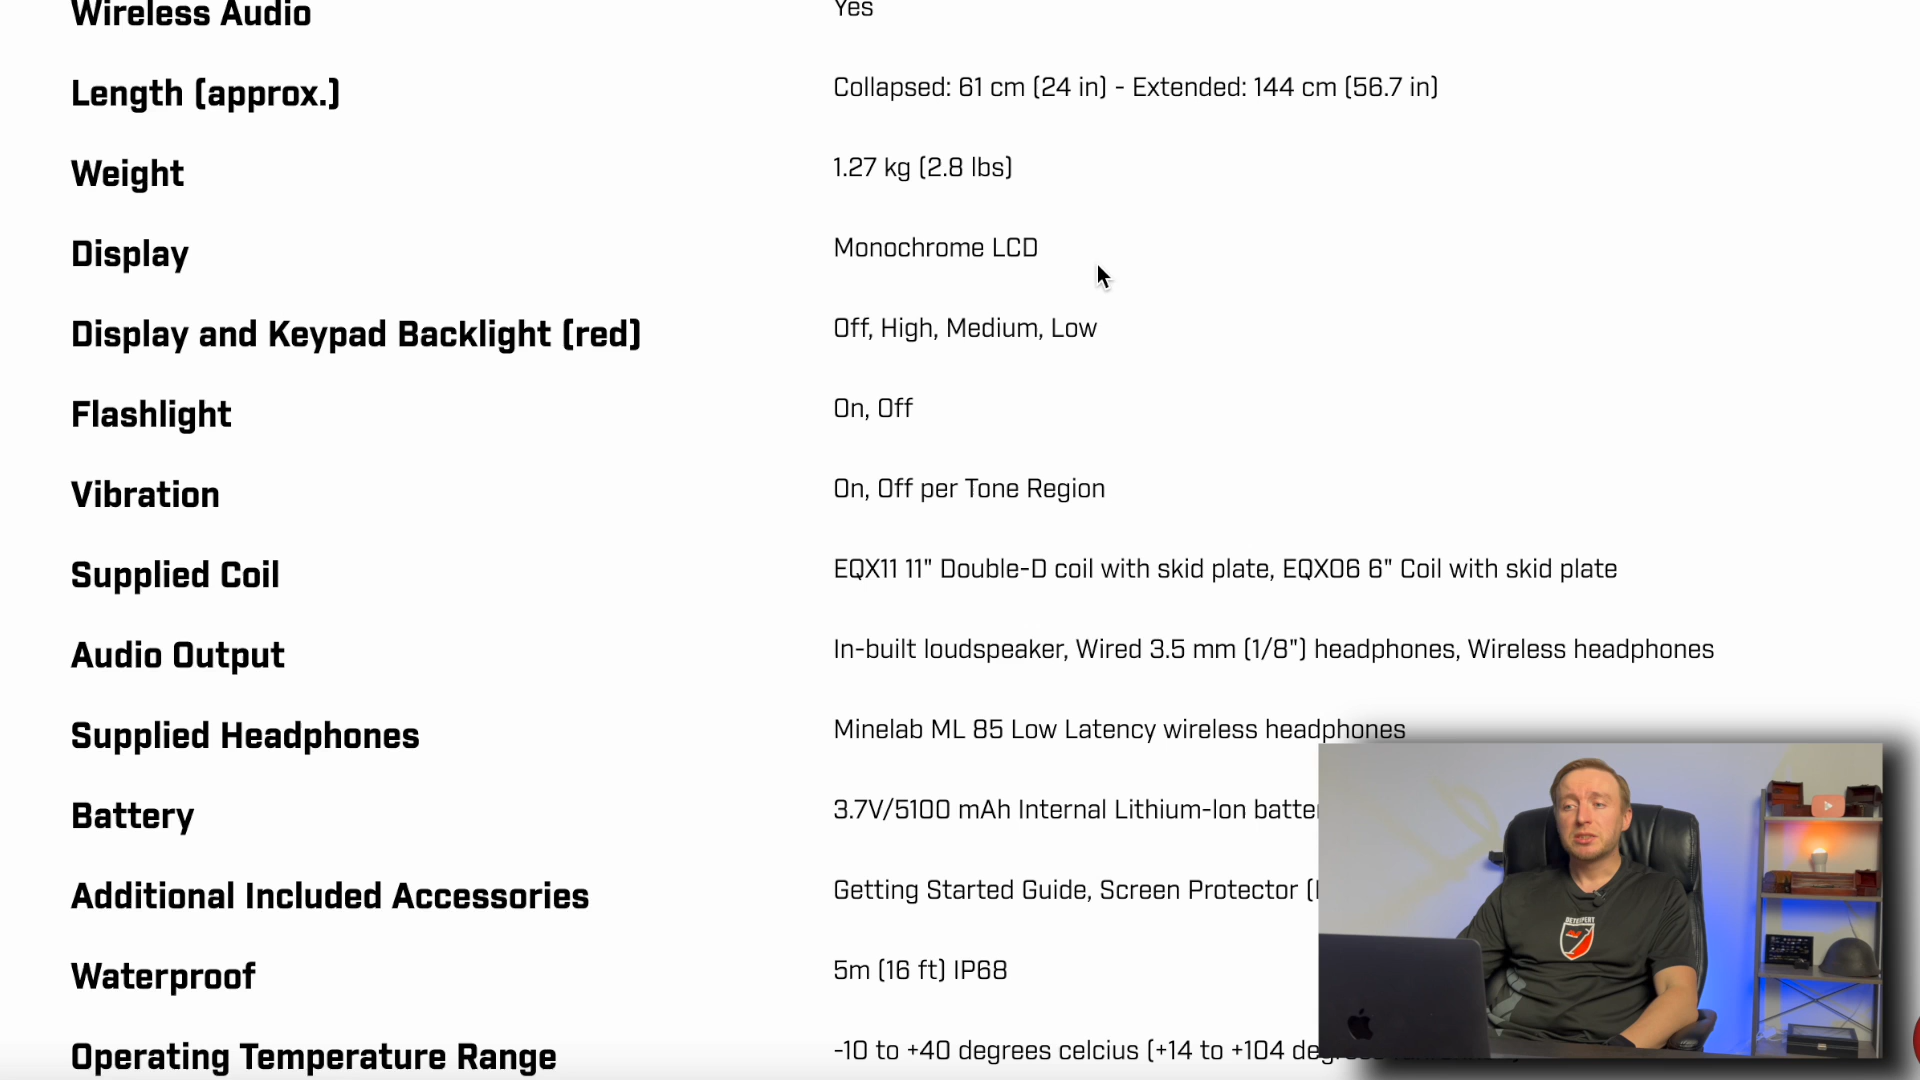 Wireless Audio Yes
Length (approx.) Collapsed: 61 cm (24 in) - Extended: 144 cm (56.7 in)
Weight 1.27 kg (2.8 lbs)
Display Monochrome LCD
Display and Keypad Backlight (red) Off, High, Medium, Low
Flashlight On, Off
Vibration On, Off per Tone Region
Supplied Coil EQX11 11" Double-D coil with skid plate, EQX06 6" Coil with skid plate
Audio Output In-built loudspeaker, Wired 3.5 mm (1/8") headphones, Wireless headphones
Supplied Headphones Minelab ML 85 Low Latency wireless headphones
Battery 3.7V/5100 mAh Internal Lithium-Ion
Additional Included Accessories Getting Started Guide, Screen Protector
Waterproof 5m (16 ft) IP68
Operating Temperature Range -10 to +40 degrees celcius (+14 to +104
DETEXPERT